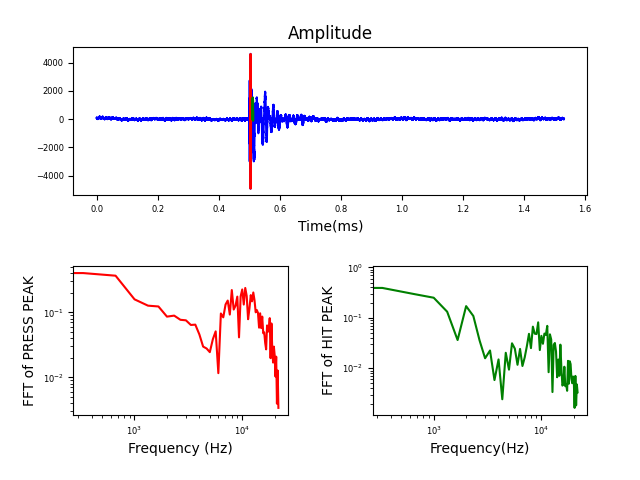 Amplitude
4000
2000
0
−2000
−4000
0.0 0.2 0.4 0.6 0.8 1.0 1.2 1.4 1.6
Time(ms)
FFT of PRESS PEAK
10⁻¹
10⁻²
10³ 10⁴
Frequency (Hz)
FFT of HIT PEAK
10⁰
10⁻¹
10⁻²
10³ 10⁴
Frequency(Hz)